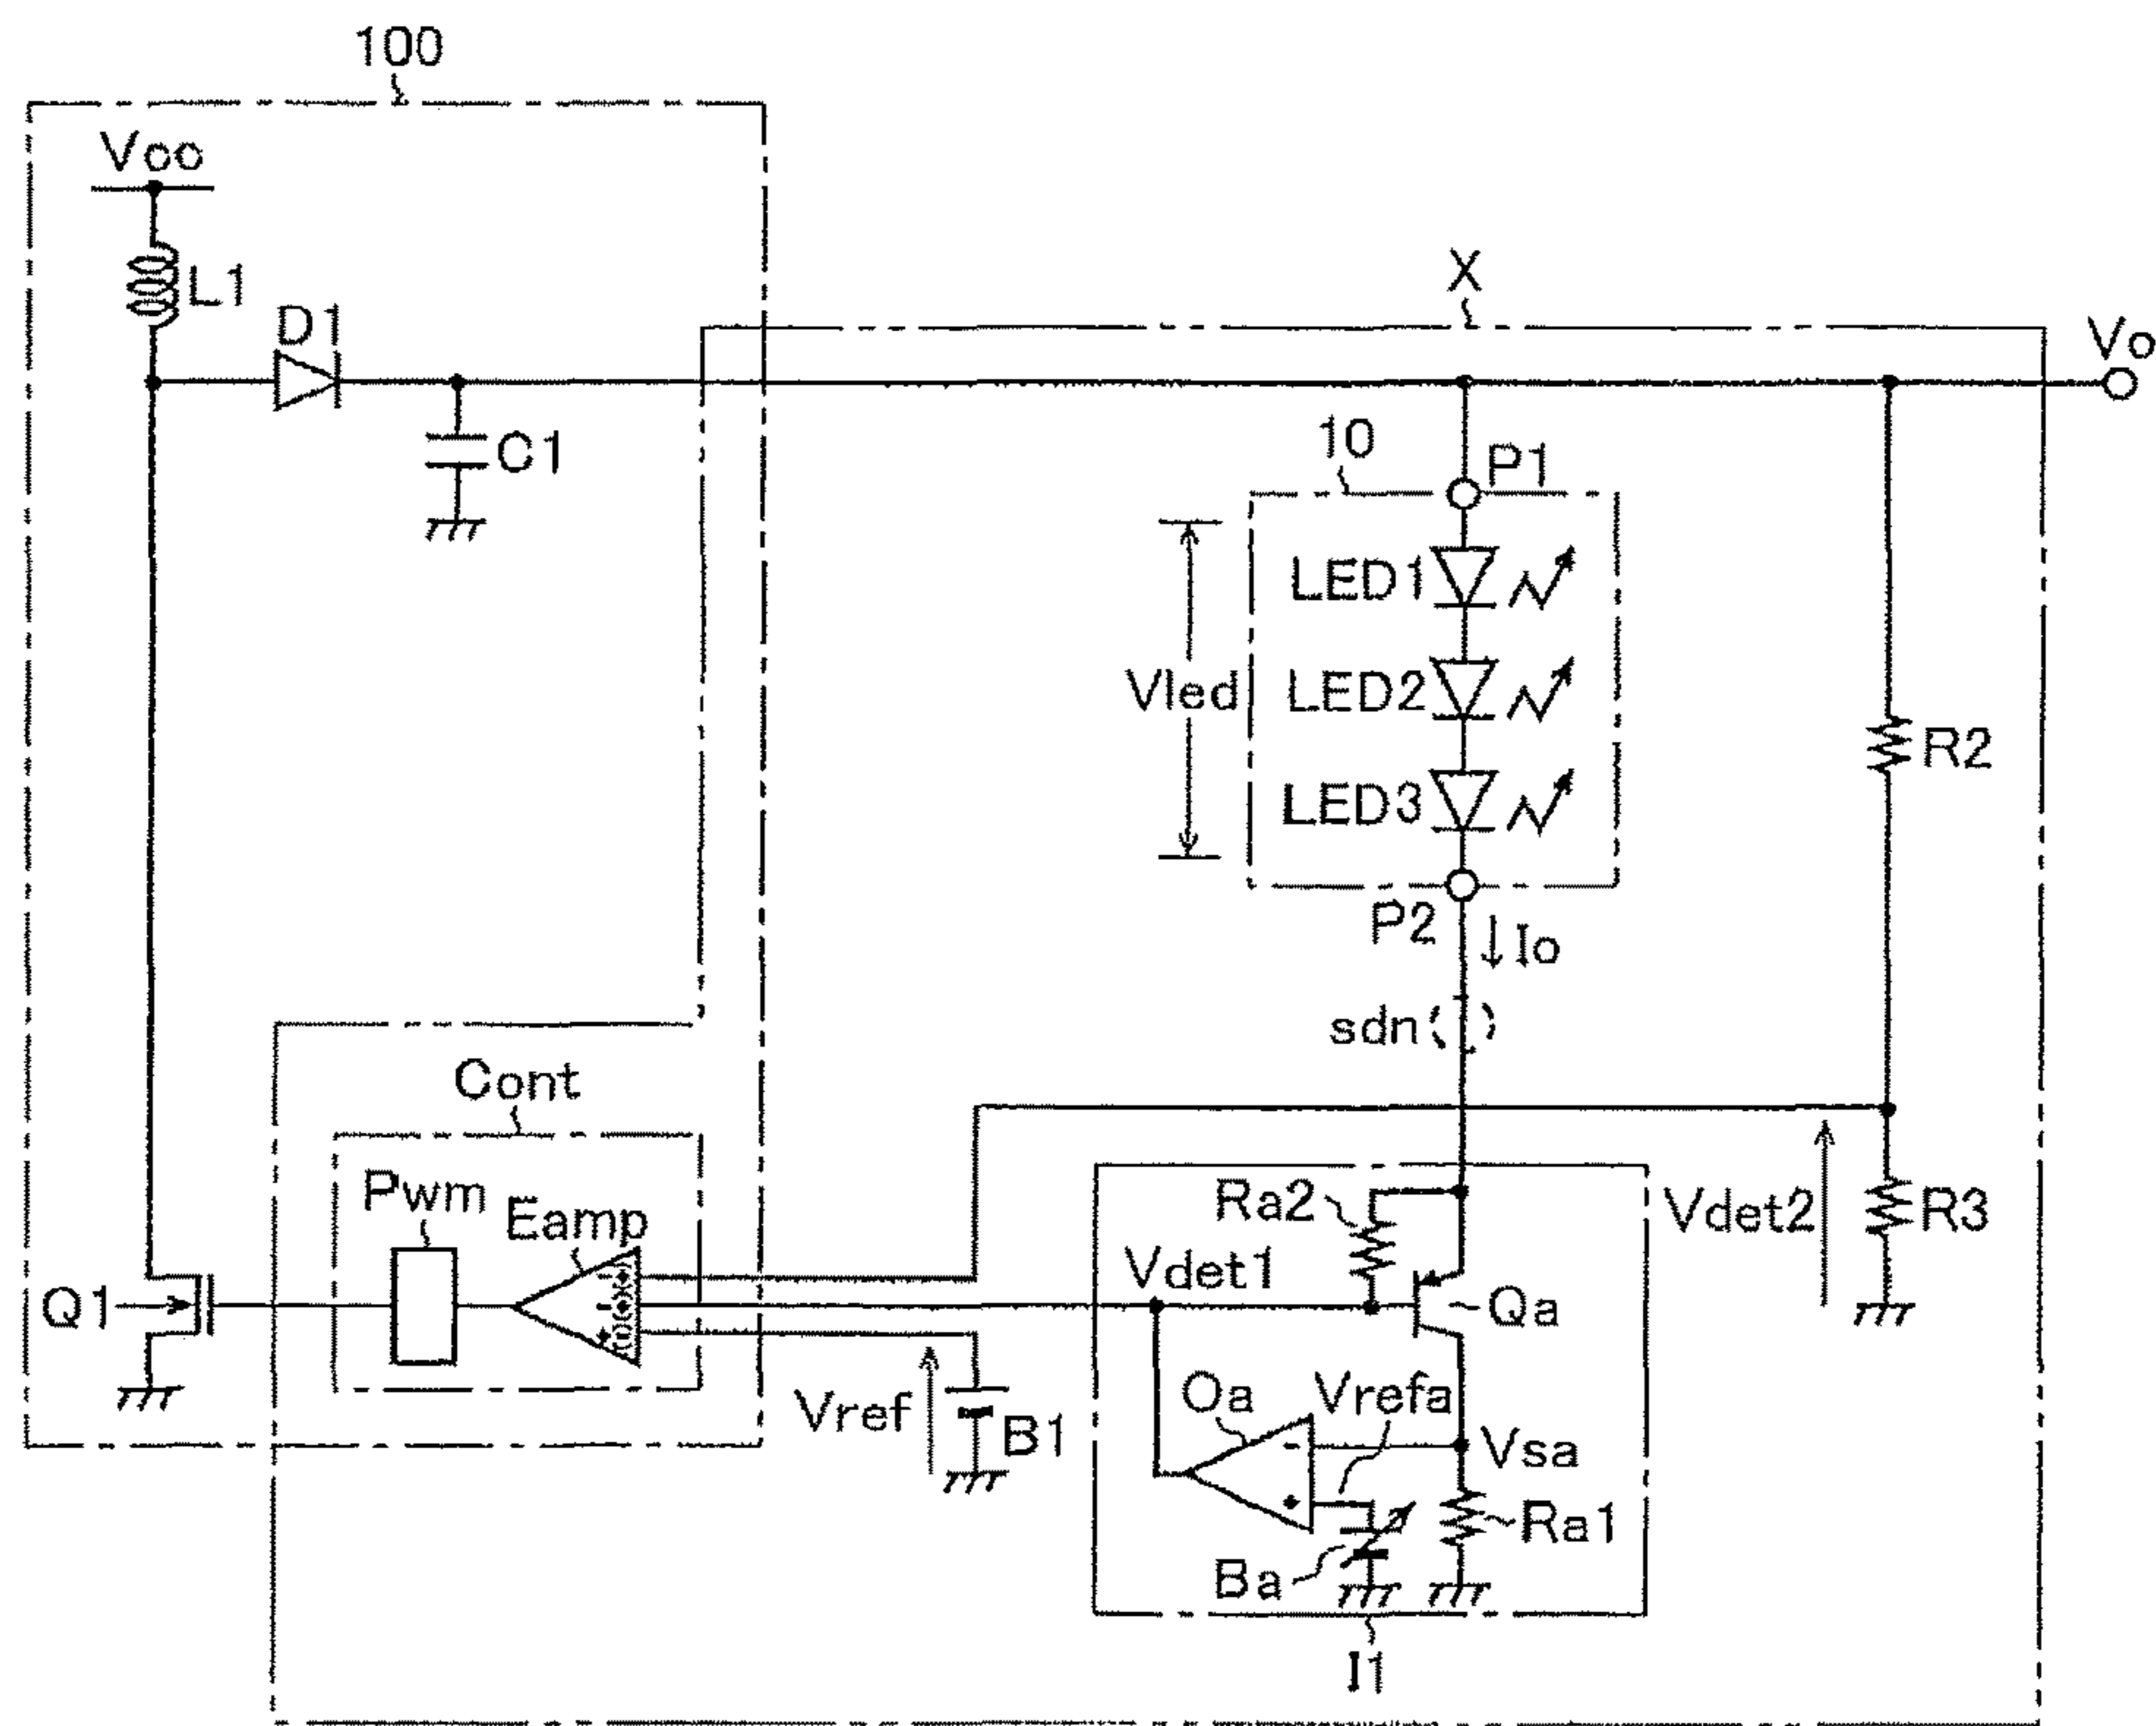 100
Vcc
L1
D1
C1
X
Vo
10
P1
LED1
LED2
LED3
Vled
P2
Io
sdn
R2
Cont
Pwm
Eamp
Q1
Vref
B1
Vdet1
Ra2
Qa
Vdet2
R3
Oa
Vrefa
-
+
Vsa
Ra1
Ba
I1